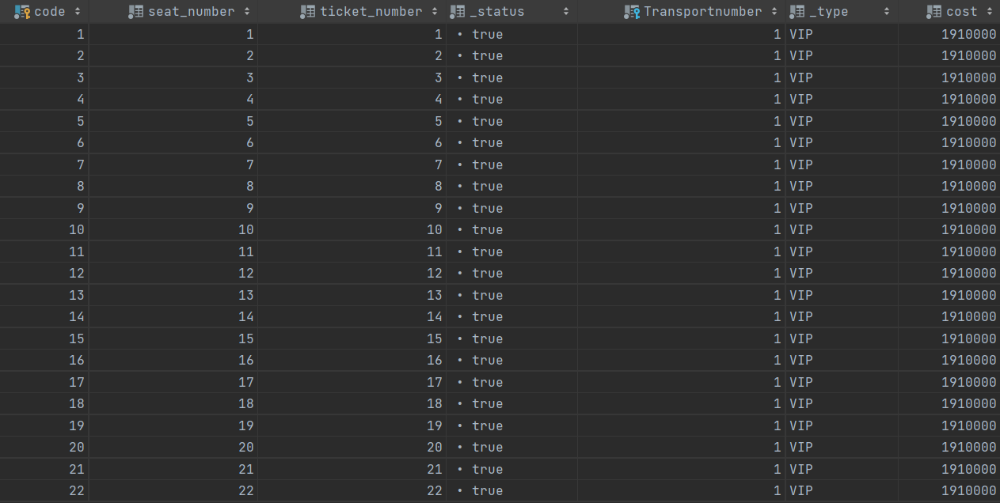 code seat_number ticket_number _status Transportnumber _type cost
1 1 1 • true 1 VIP 1910000
2 2 2 • true 1 VIP 1910000
3 3 3 • true 1 VIP 1910000
4 4 4 • true 1 VIP 1910000
5 5 5 • true 1 VIP 1910000
6 6 6 • true 1 VIP 1910000
7 7 7 • true 1 VIP 1910000
8 8 8 • true 1 VIP 1910000
9 9 9 • true 1 VIP 1910000
10 10 10 • true 1 VIP 1910000
11 11 11 • true 1 VIP 1910000
12 12 12 • true 1 VIP 1910000
13 13 13 • true 1 VIP 1910000
14 14 14 • true 1 VIP 1910000
15 15 15 • true 1 VIP 1910000
16 16 16 • true 1 VIP 1910000
17 17 17 • true 1 VIP 1910000
18 18 18 • true 1 VIP 1910000
19 19 19 • true 1 VIP 1910000
20 20 20 • true 1 VIP 1910000
21 21 21 • true 1 VIP 1910000
22 22 22 • true 1 VIP 1910000